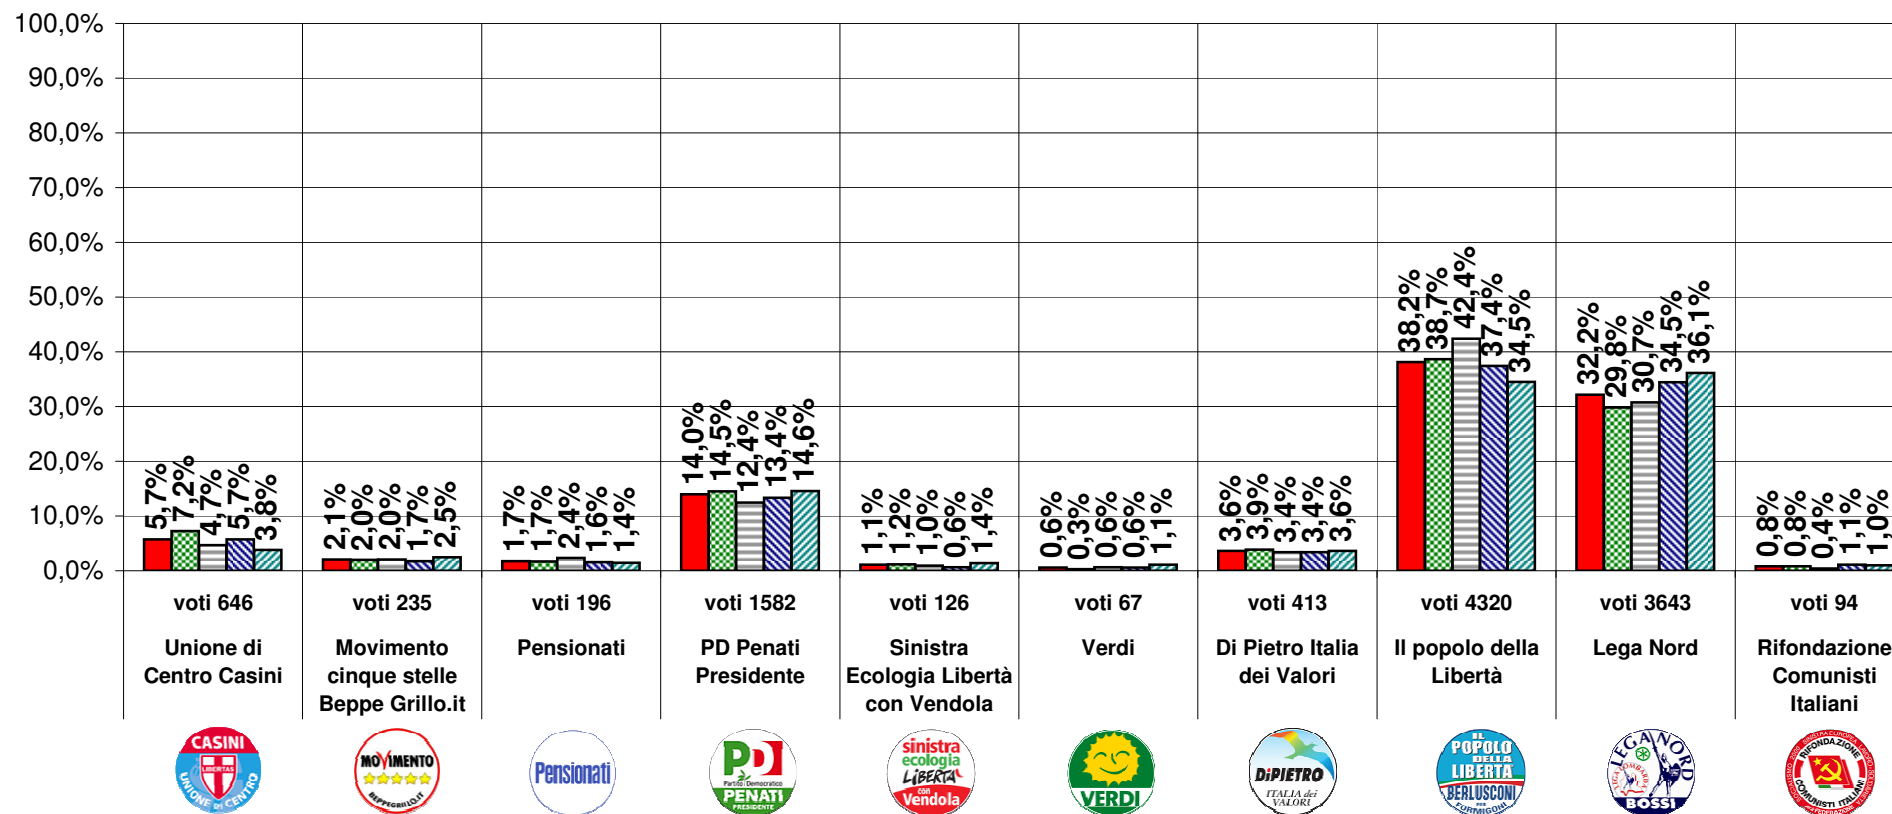 100,0%
90,0%
80,0%
70,0%
60,0%
50,0%
40,0%
30,0%
20,0%
10,0%
0,0%
5,7% 7,2% 4,7% 5,7% 3,8%
2,1% 2,0% 2,0% 1,7% 2,5%
1,7% 1,7% 2,4% 1,6% 1,4%
14,0% 14,5% 12,4% 13,4% 14,6%
1,1% 1,2% 1,0% 0,6% 1,4%
0,6% 0,3% 0,6% 0,6% 1,1%
3,6% 3,9% 3,4% 3,4% 3,6%
38,2% 38,7% 42,4% 37,4% 34,5%
32,2% 29,8% 30,7% 34,5% 36,1%
0,8% 0,8% 0,4% 1,1% 1,0%
voti 646
Unione di
Centro Casini
voti 235
Movimento
cinque stelle
Beppe Grillo.it
voti 196
Pensionati
voti 1582
PD Penati
Presidente
voti 126
Sinistra
Ecologia Libertà
con Vendola
voti 67
Verdi
voti 413
Di Pietro Italia
dei Valori
voti 4320
Il popolo della
Libertà
voti 3643
Lega Nord
voti 94
Rifondazione
Comunisti
Italiani
CASINI
LIBERTAS
UNIONE DI CENTRO
MOVIMENTO
BEPPEGRILLO.IT
Pensionati
PD
Partito Democratico
PENATI
PRESIDENTE
sinistra
ecologia
LIBERTA'
con
Vendola
VERDI
DiPIETRO
ITALIA dei
VALORI
IL
POPOLO
DELLA
LIBERTÀ
BERLUSCONI
PER
FORMIGONI
LEGA NORD
LEGA LOMBARDA
BOSSI
RIFONDAZIONE
COMUNISTI ITALIANI